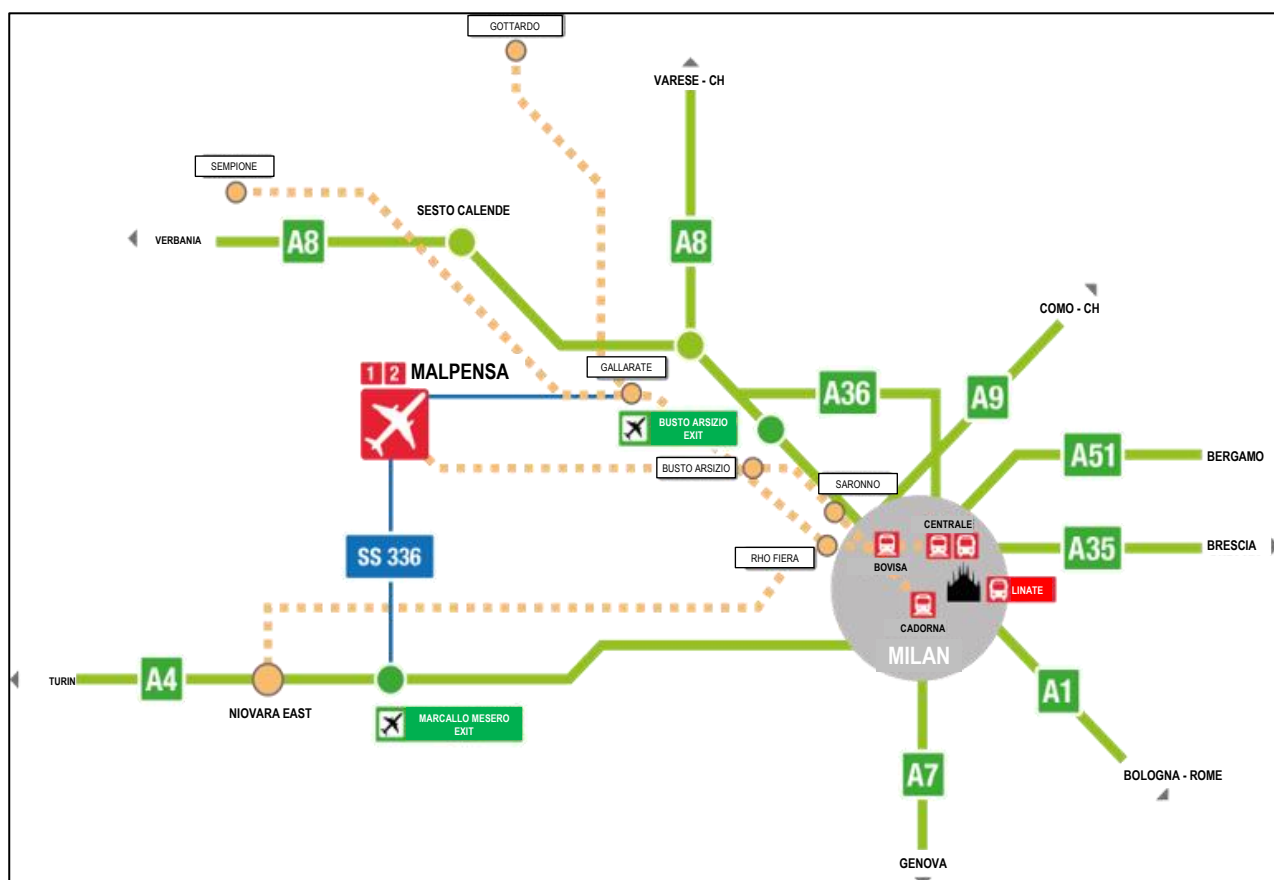 GOTTARDO
VARESE - CH
SEMPIONE
SESTO CALENDE
VERBANIA
A8
A8
COMO - CH
1 2 MALPENSA
GALLARATE
A36
A9
BUSTO ARSIZIO
EXIT
A51
BERGAMO
BUSTO ARSIZIO
SARONNO
CENTRALE
SS 336
RHO FIERA
BOVISA
A35
BRESCIA
LINATE
CADORNA
MILAN
TURIN
A4
A1
NIOVARA EAST
MARCALLO MESERO
EXIT
A7
BOLOGNA - ROME
GENOVA